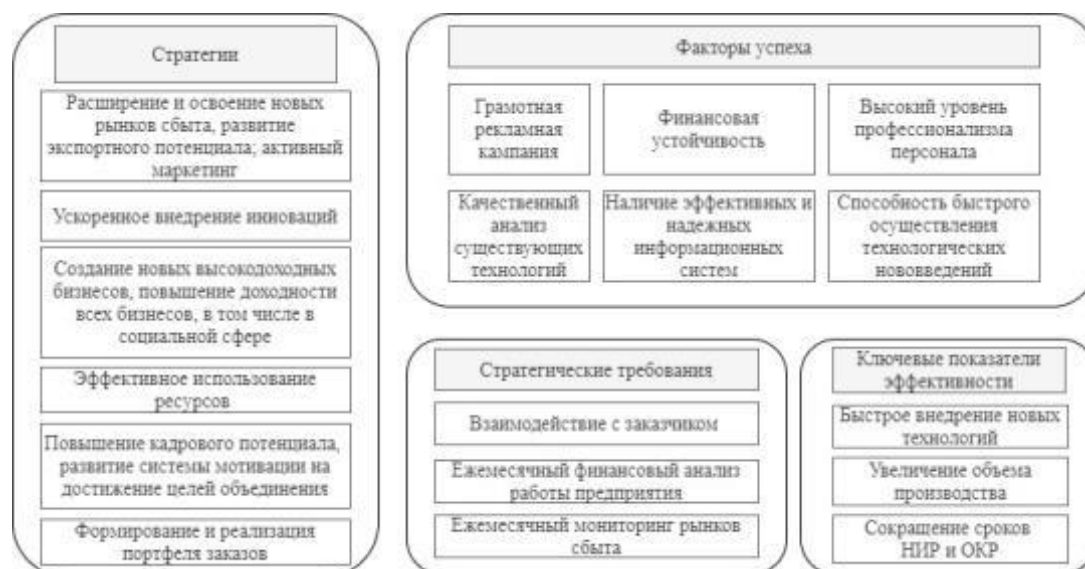 Стратегии
Расширение и освоение новых
рынков сбыта, развитие
экспортного потенциала; активный
маркетинг
Ускоренное внедрение инноваций
Создание новых высокодоходных
бизнесов, повышение доходности
всех бизнесов, в том числе в
социальной сфере
Эффективное использование
ресурсов
Повышение кадрового потенциала,
развитие системы мотивации на
достижение целей объединения
Формирование и реализация
портфеля заказов
Факторы успеха
Грамотная
рекламная
кампания
Финансовая
устойчивость
Высокий уровень
профессионализма
персонала
Качественный
анализ
существующих
технологий
Наличие эффективных и
надежных
информационных
систем
Способность быстрого
осуществления
технологических
нововведений
Стратегические требования
Взаимодействие с заказчиком
Ежемесячный финансовый анализ
работы предприятия
Ежемесячный мониторинг рынков
сбыта
Ключевые показатели
эффективности
Быстрое внедрение новых
технологий
Увеличение объема
производства
Сокращение сроков
НИР и ОКР